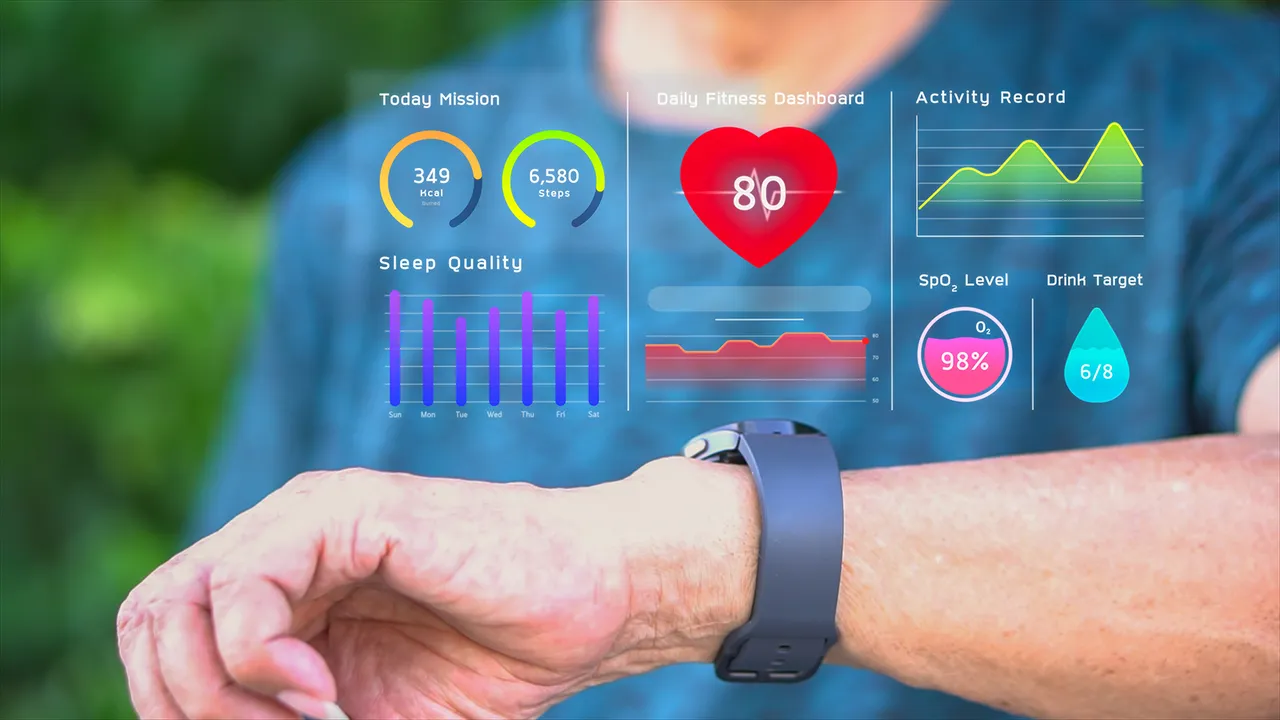 Today Mission
349
Kcal
6,580
Steps
Sleep Quality
Sun Mon Tue Wed Thu Fri Sat
Daily Fitness Dashboard
80
80
70
60
50
Activity Record
SpO₂ Level
O₂
98%
Drink Target
6/8